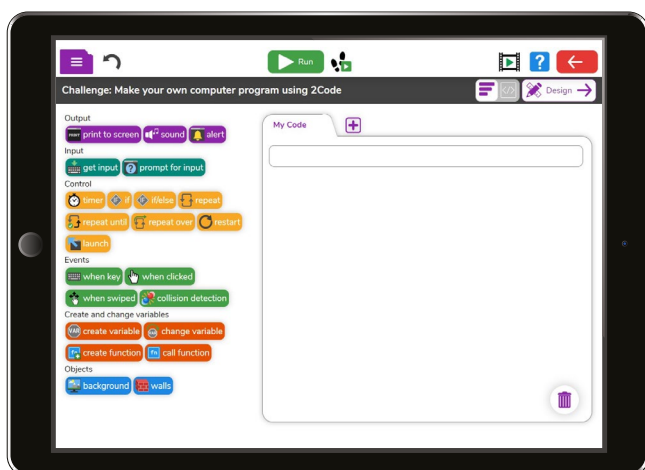 Run
Challenge: Make your own computer program using 2Code
</> Design
Output
print to screen sound alert
Input
get input prompt for input
Control
timer if if/else repeat
repeat until repeat over restart
launch
Events
when key when clicked
when swiped collision detection
Create and change variables
create variable change variable
create function call function
Objects
background walls
My Code